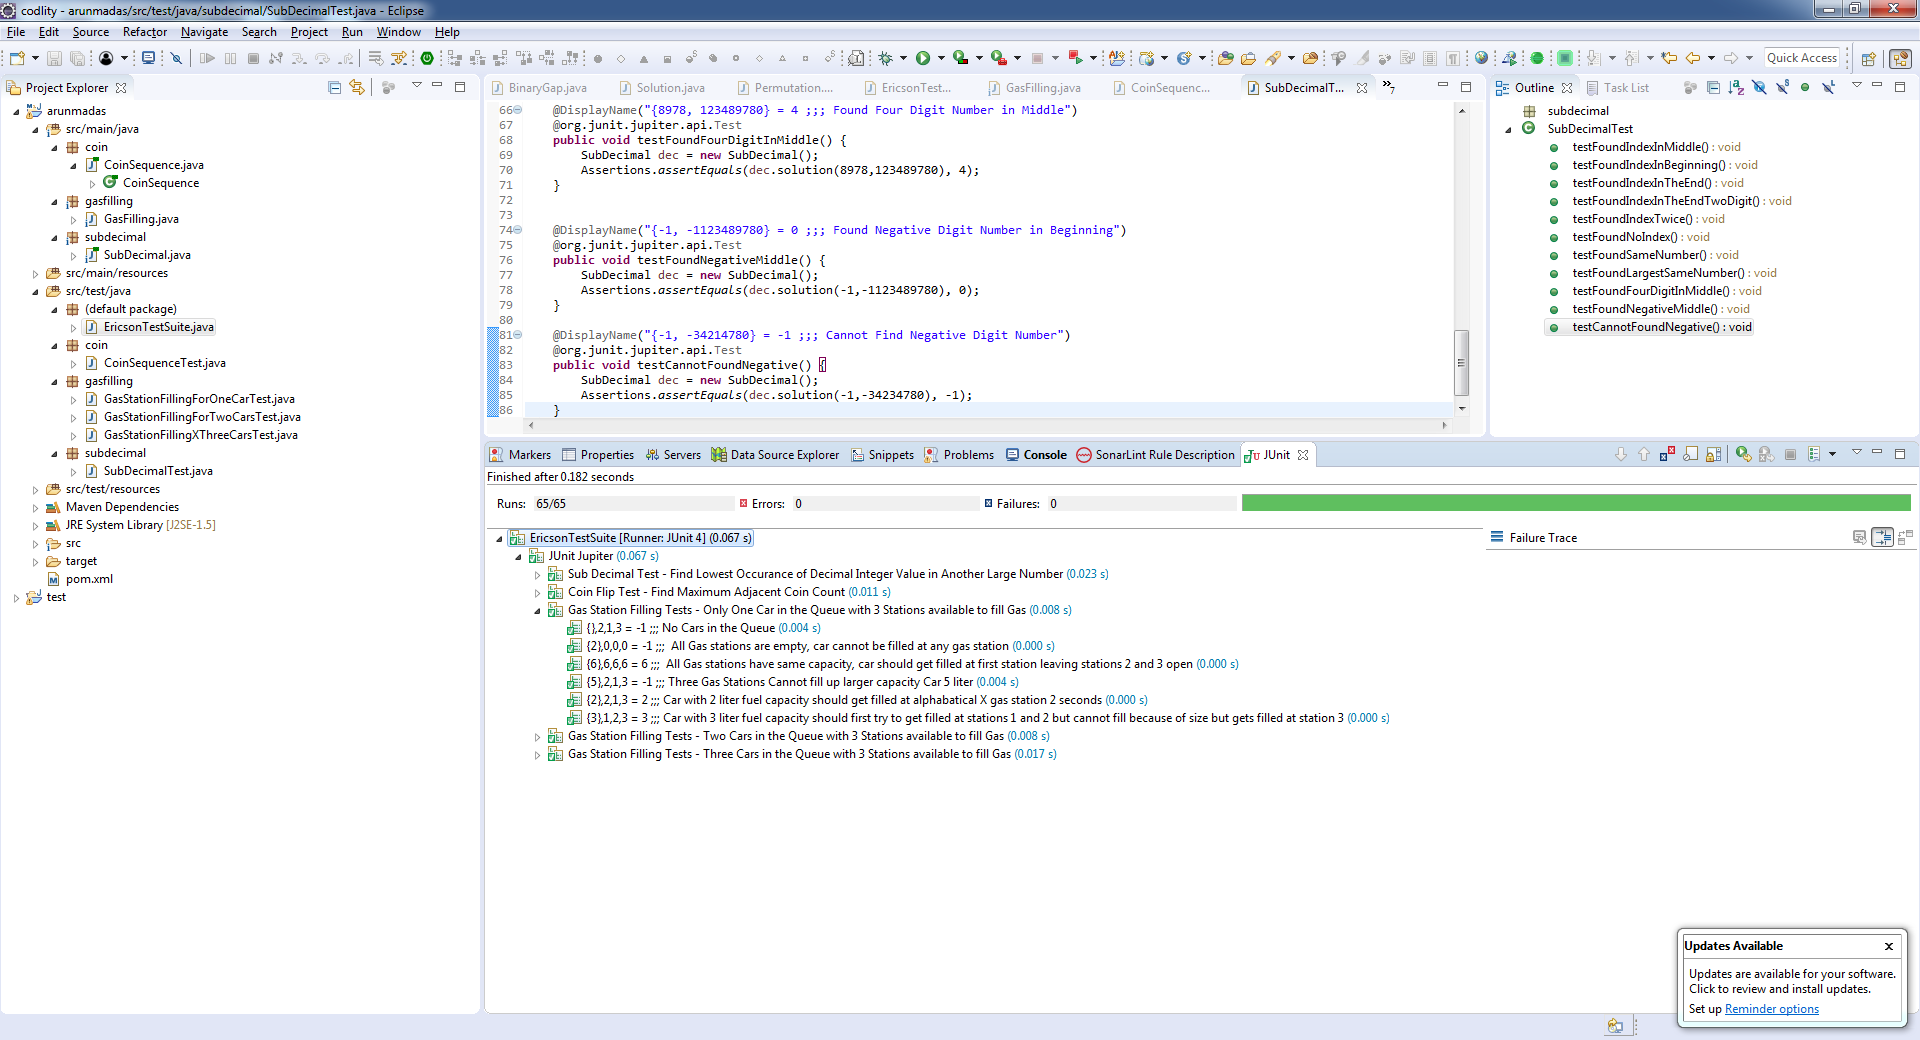 codlity - arunmadas/src/test/java/subdecimal/SubDecimalTest.java - Eclipse
File Edit Source Refactor Navigate Search Project Run Window Help
Quick Access
Project Explorer
arunmadas
src/main/java
coin
CoinSequence.java
CoinSequence
gasfilling
GasFilling.java
subdecimal
SubDecimal.java
src/main/resources
src/test/java
(default package)
EricsonTestSuite.java
coin
CoinSequenceTest.java
gasfilling
GasStationFillingForOneCarTest.java
GasStationFillingForTwoCarsTest.java
GasStationFillingXThreeCarsTest.java
subdecimal
SubDecimalTest.java
src/test/resources
Maven Dependencies
JRE System Library [J2SE-1.5]
src
target
pom.xml
test
BinaryGap.java Solution.java Permutation.... EricsonTest... GasFilling.java CoinSequenc... SubDecimalT... »7
66 @DisplayName("{8978, 123489780} = 4 ;;; Found Four Digit Number in Middle")
67 @org.junit.jupiter.api.Test
68 public void testFoundFourDigitInMiddle() {
69 SubDecimal dec = new SubDecimal();
70 Assertions.assertEquals(dec.solution(8978,123489780), 4);
71 }
72
73
74 @DisplayName("{-1, -1123489780} = 0 ;;; Found Negative Digit Number in Beginning")
75 @org.junit.jupiter.api.Test
76 public void testFoundNegativeMiddle() {
77 SubDecimal dec = new SubDecimal();
78 Assertions.assertEquals(dec.solution(-1,-1123489780), 0);
79 }
80
81 @DisplayName("{-1, -34214780} = -1 ;;; Cannot Find Negative Digit Number")
82 @org.junit.jupiter.api.Test
83 public void testCannotFoundNegative() {
84 SubDecimal dec = new SubDecimal();
85 Assertions.assertEquals(dec.solution(-1,-34234780), -1);
86 }
Outline Task List
subdecimal
SubDecimalTest
testFoundIndexInMiddle() : void
testFoundIndexInBeginning() : void
testFoundIndexInTheEnd() : void
testFoundIndexInTheEndTwoDigit() : void
testFoundIndexTwice() : void
testFoundNoIndex() : void
testFoundSameNumber() : void
testFoundLargestSameNumber() : void
testFoundFourDigitInMiddle() : void
testFoundNegativeMiddle() : void
testCannotFoundNegative() : void
Markers Properties Servers Data Source Explorer Snippets Problems Console SonarLint Rule Description JUnit
Finished after 0.182 seconds
Runs: 65/65 Errors: 0 Failures: 0
EricsonTestSuite [Runner: JUnit 4] (0.067 s)
JUnit Jupiter (0.067 s)
Sub Decimal Test - Find Lowest Occurance of Decimal Integer Value in Another Large Number (0.023 s)
Coin Flip Test - Find Maximum Adjacent Coin Count (0.011 s)
Gas Station Filling Tests - Only One Car in the Queue with 3 Stations available to fill Gas (0.008 s)
{},2,1,3 = -1 ;;; No Cars in the Queue (0.004 s)
{2},0,0,0 = -1 ;;; All Gas stations are empty, car cannot be filled at any gas station (0.000 s)
{6},6,6,6 = 6 ;;; All Gas stations have same capacity, car should get filled at first station leaving stations 2 and 3 open (0.000 s)
{5},2,1,3 = -1 ;;; Three Gas Stations Cannot fill up larger capacity Car 5 liter (0.004 s)
{2},2,1,3 = 2 ;;; Car with 2 liter fuel capacity should get filled at alphabatical X gas station 2 seconds (0.000 s)
{3},1,2,3 = 3 ;;; Car with 3 liter fuel capacity should first try to get filled at stations 1 and 2 but cannot fill because of size but gets filled at station 3 (0.000 s)
Gas Station Filling Tests - Two Cars in the Queue with 3 Stations available to fill Gas (0.008 s)
Gas Station Filling Tests - Three Cars in the Queue with 3 Stations available to fill Gas (0.017 s)
Failure Trace
Updates Available
Updates are available for your software.
Click to review and install updates.
Set up Reminder options